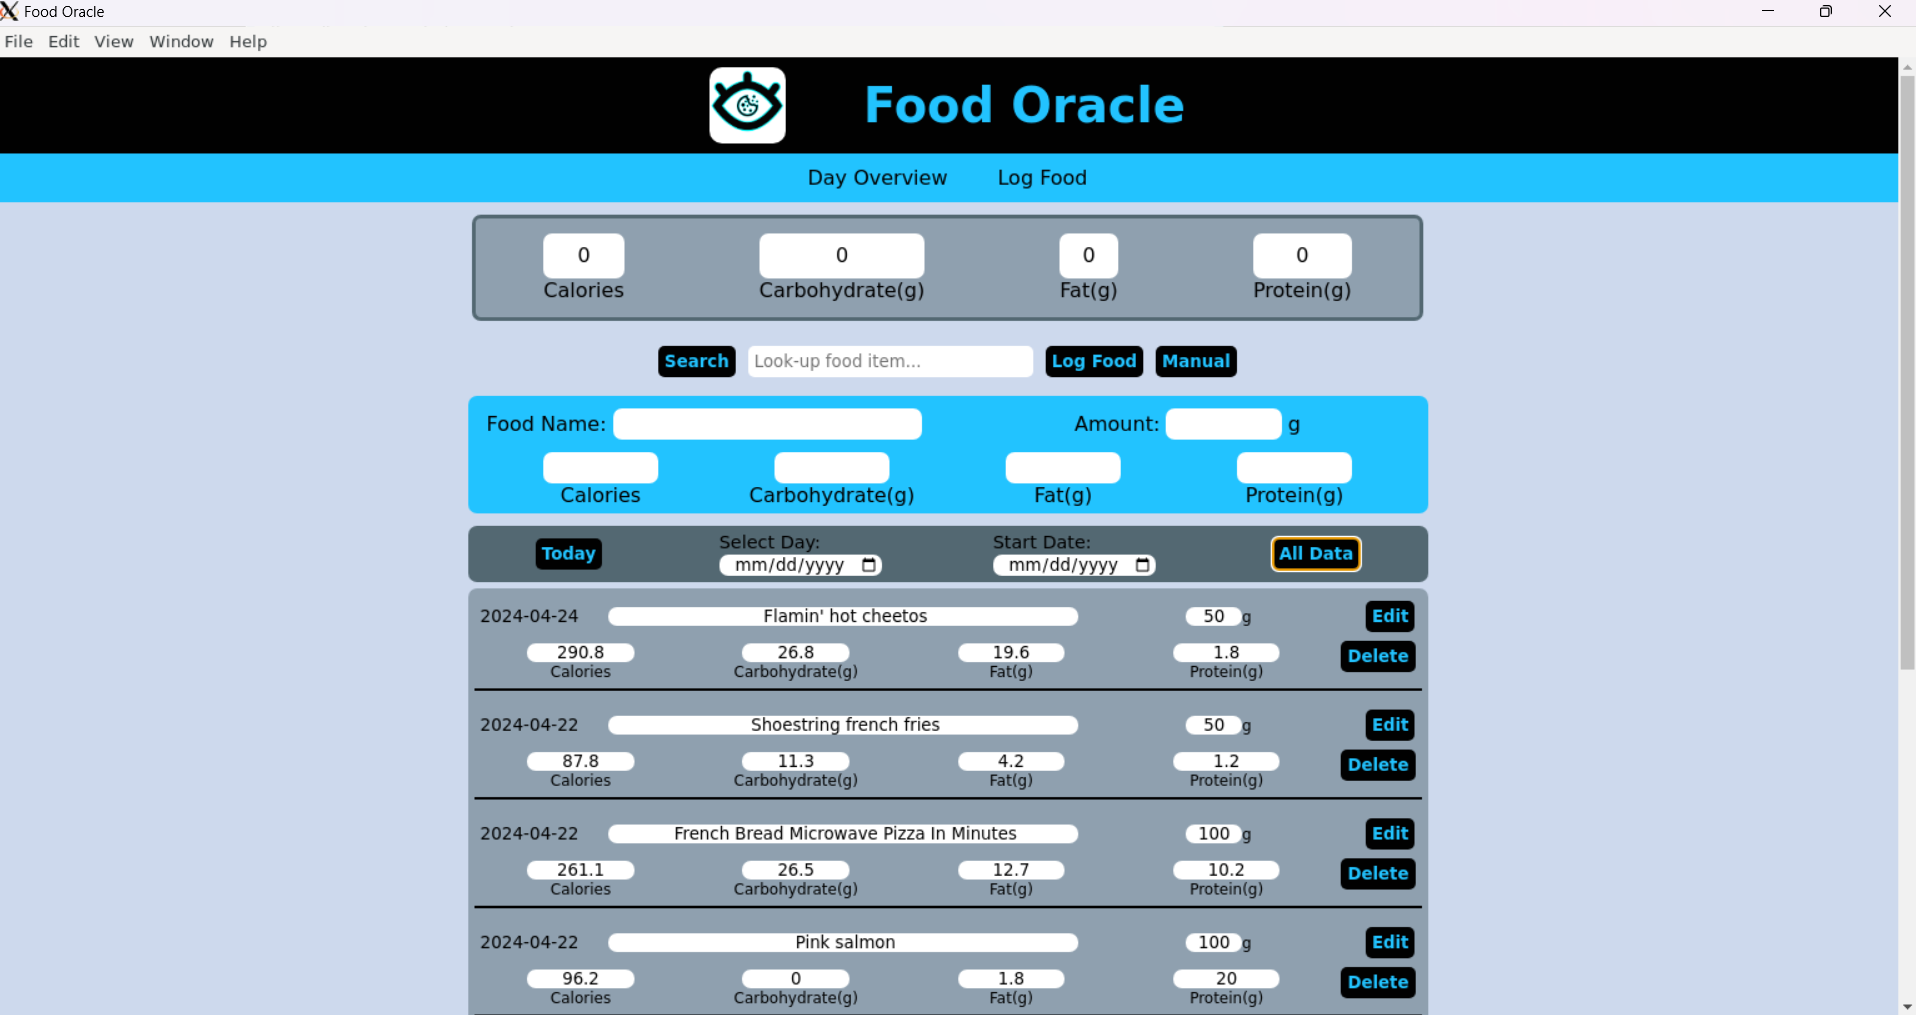 Food Oracle
File Edit View Window Help
Food Oracle
Day Overview Log Food
0 0 0 0
Calories Carbohydrate(g) Fat(g) Protein(g)
Search Look-up food item... Log Food Manual
Food Name: Amount: g
Calories Carbohydrate(g) Fat(g) Protein(g)
Today Select Day: mm/dd/yyyy Start Date: mm/dd/yyyy All Data
2024-04-24 Flamin' hot cheetos 50 g Edit
290.8 26.8 19.6 1.8
Calories Carbohydrate(g) Fat(g) Protein(g) Delete
2024-04-22 Shoestring french fries 50 g Edit
87.8 11.3 4.2 1.2
Calories Carbohydrate(g) Fat(g) Protein(g) Delete
2024-04-22 French Bread Microwave Pizza In Minutes 100 g Edit
261.1 26.5 12.7 10.2
Calories Carbohydrate(g) Fat(g) Protein(g) Delete
2024-04-22 Pink salmon 100 g Edit
96.2 0 1.8 20
Calories Carbohydrate(g) Fat(g) Protein(g) Delete